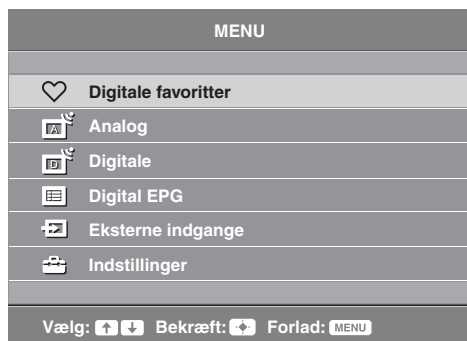 MENU
Digitale favoritter
A Analog
D Digitale
Digital EPG
Eksterne indgange
Indstillinger
Vælg: Bekræft: Forlad: MENU